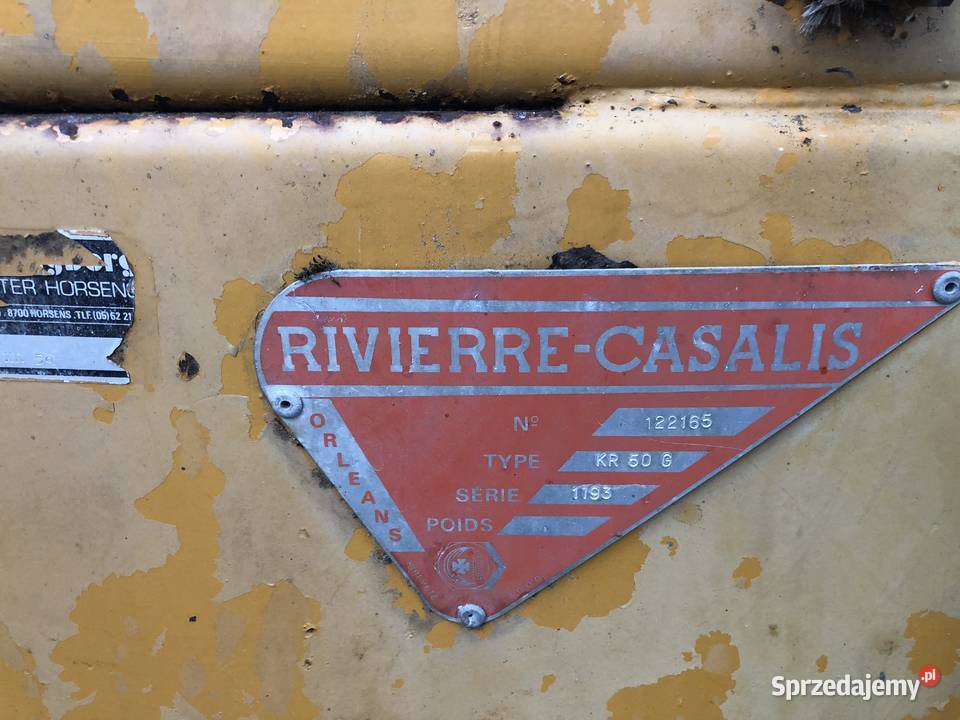 TER HORSENS
8700 HORSENS .TLF.(05) 62 21
RIVIERRE-CASALIS
ORLEANS
Nº 122165
TYPE KR 50 G
SÉRIE 1193
POIDS
Sprzedajemy.pl